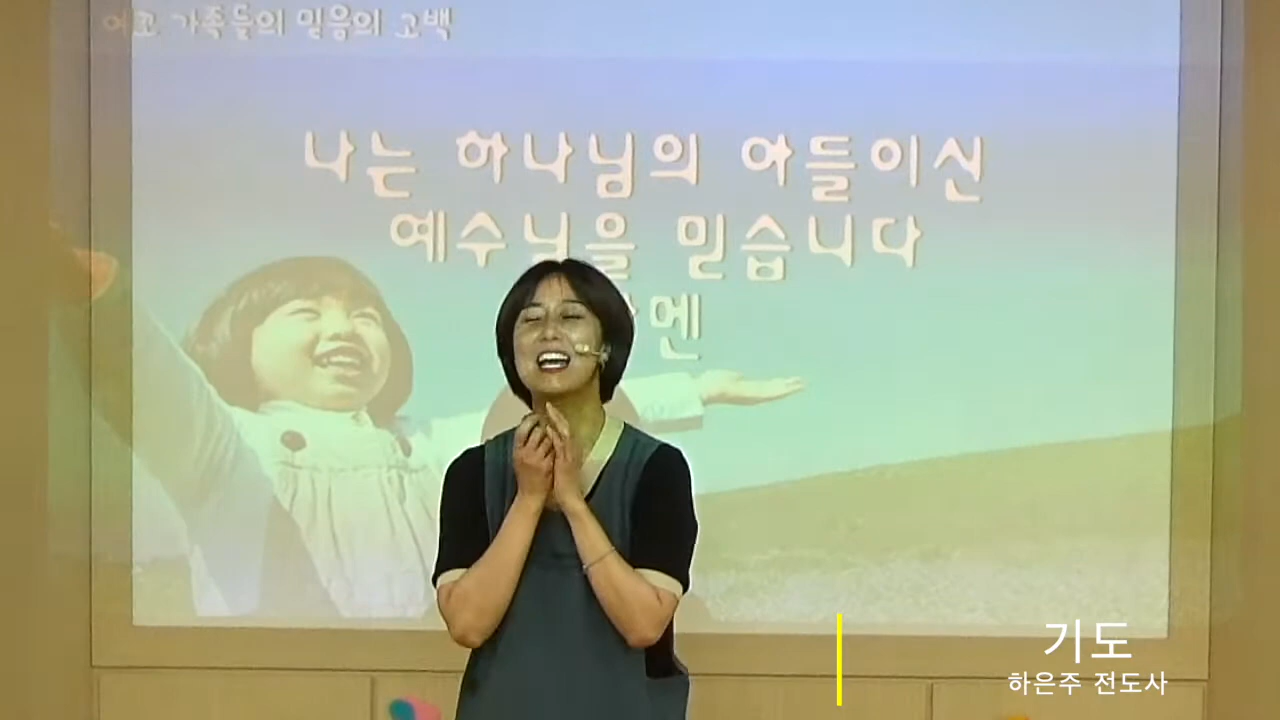 가족들의 믿음의 고백
나는 하나님의 아들이신
예수님을 믿습니다
멘
기도
하은주 전도사